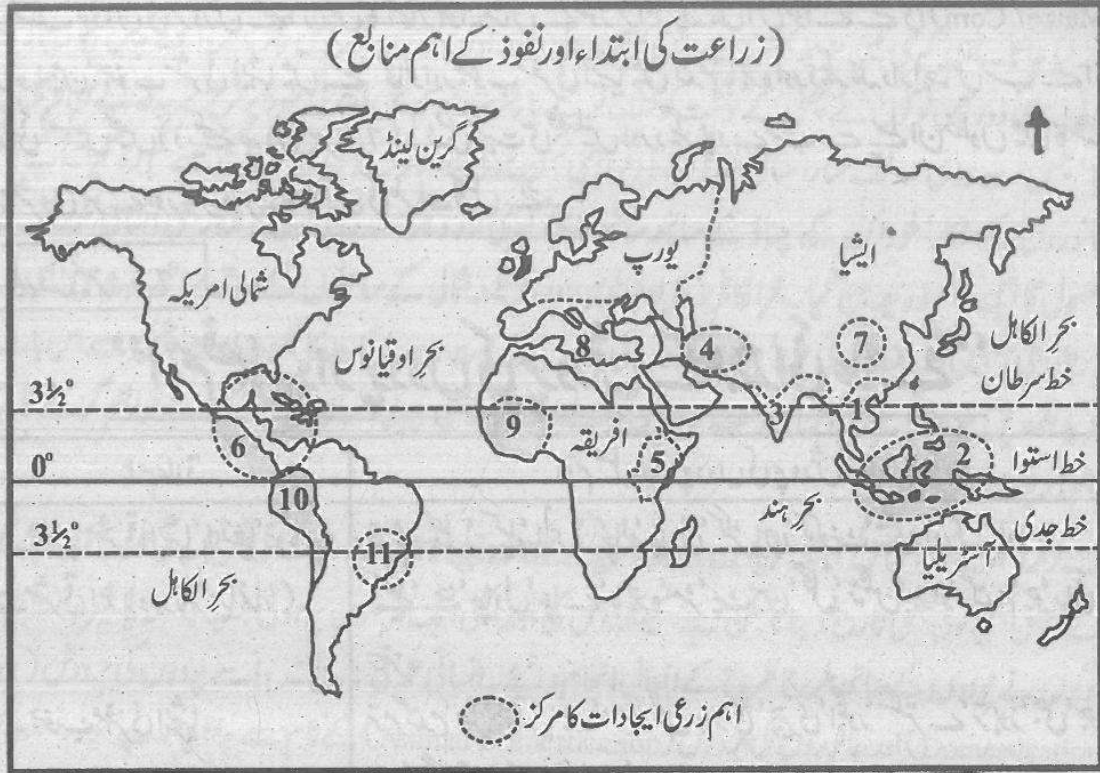 (زراعت کی ابتداء اور نفوذ کے اہم منابع)
گرین لینڈ
یورپ
ایشیا
شمالی امریکہ
بحر اوقیانوس
بحر الکاہل
خط سرطان
3½°
افریقہ
خط استوا
0°
بحر ہند
خط جدی
3½°
آسٹریلیا
بحر الکاہل
1
2
3
4
5
6
7
8
9
10
11
اہم زرعی ایجادات کا مرکز